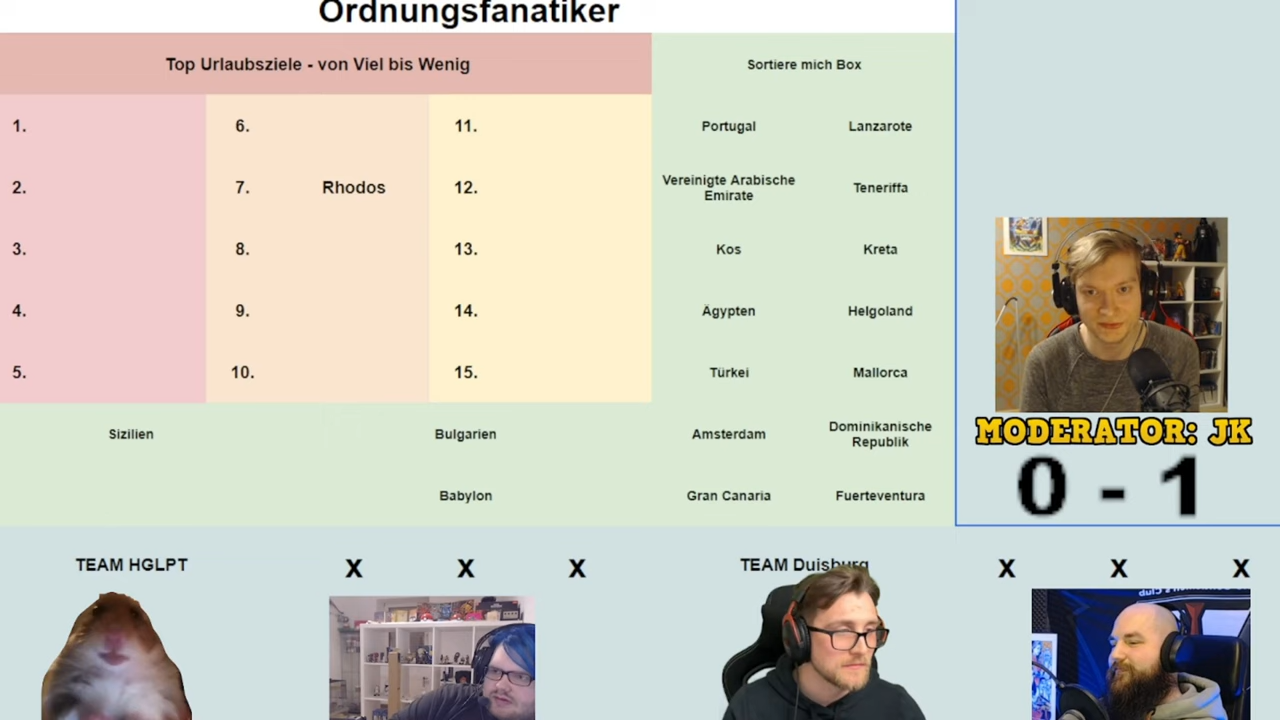 Ordnungsfanatiker
Top Urlaubsziele - von Viel bis Wenig
Sortiere mich Box
1.
6.
11.
Portugal
Lanzarote
2.
7.
Rhodos
12.
Vereinigte Arabische
Emirate
Teneriffa
3.
8.
13.
Kos
Kreta
4.
9.
14.
Ägypten
Helgoland
5.
10.
15.
Türkei
Mallorca
Sizilien
Bulgarien
Amsterdam
Dominikanische
Republik
Babylon
Gran Canaria
Fuerteventura
MODERATOR: JK
0 - 1
TEAM HGLPT
X X X
TEAM Duisburg
X X X